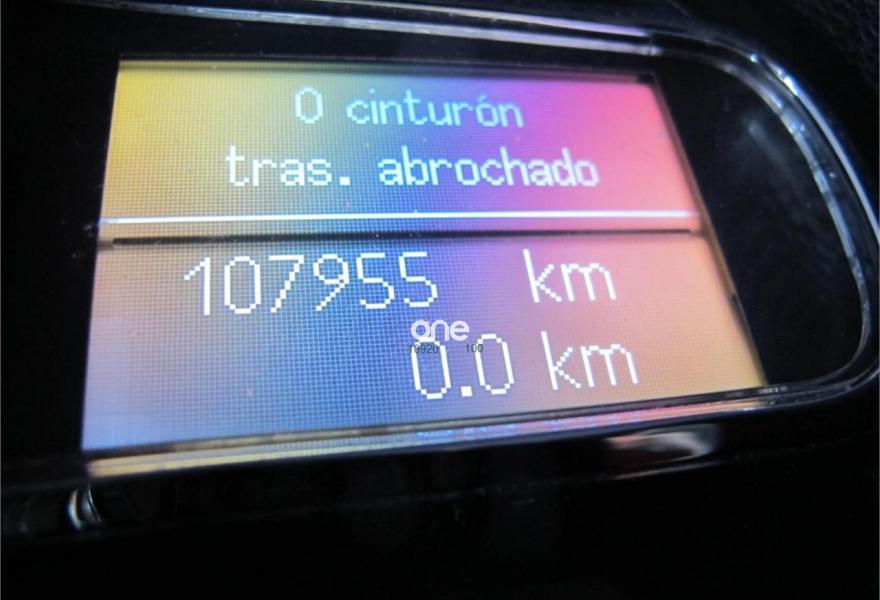 0 cinturón
tras. abrochado
107955 km
one
0.0 km